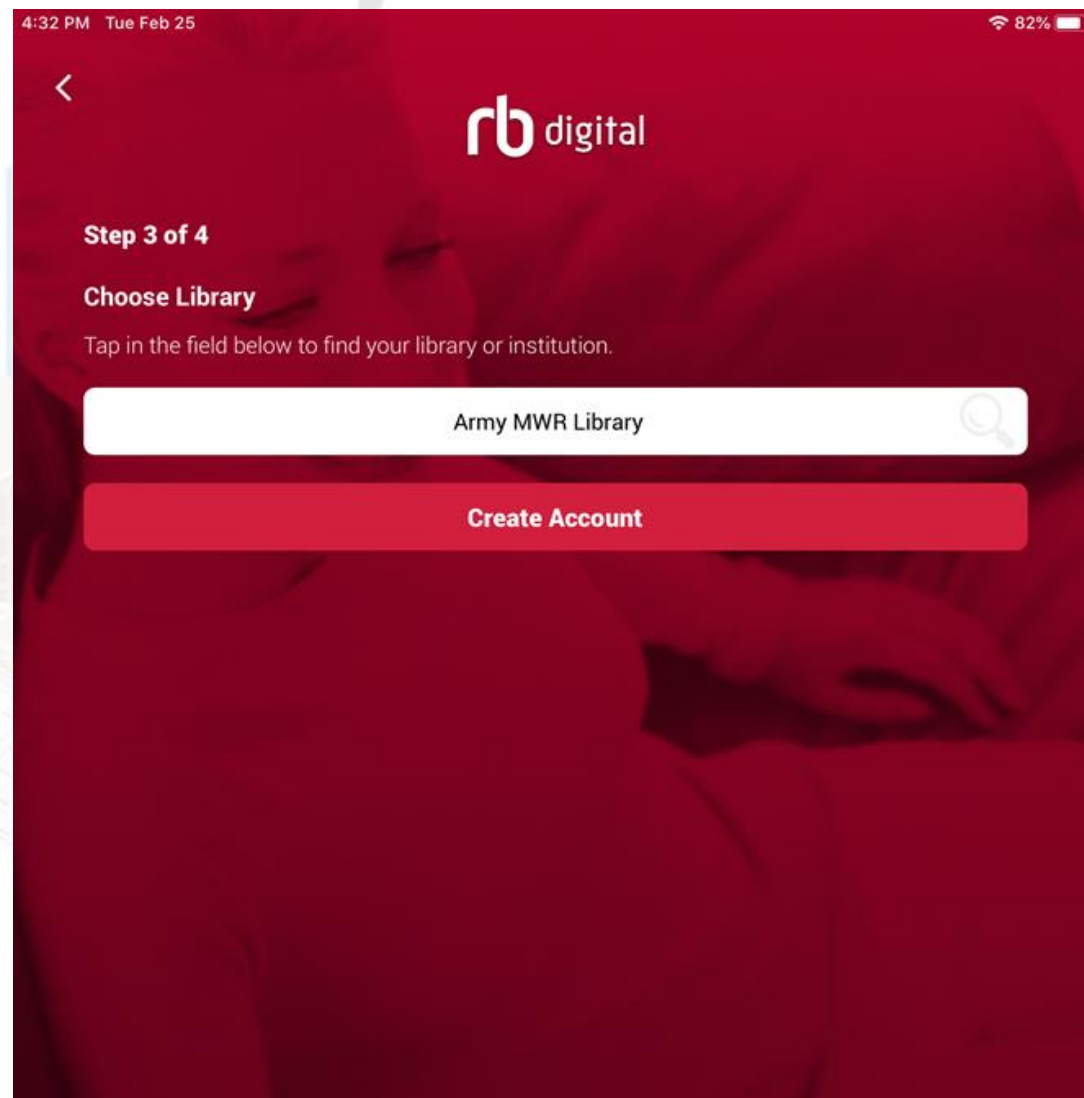 4:32 PM Tue Feb 25 82%
rb digital
Step 3 of 4
Choose Library
Tap in the field below to find your library or institution.
Army MWR Library
Create Account